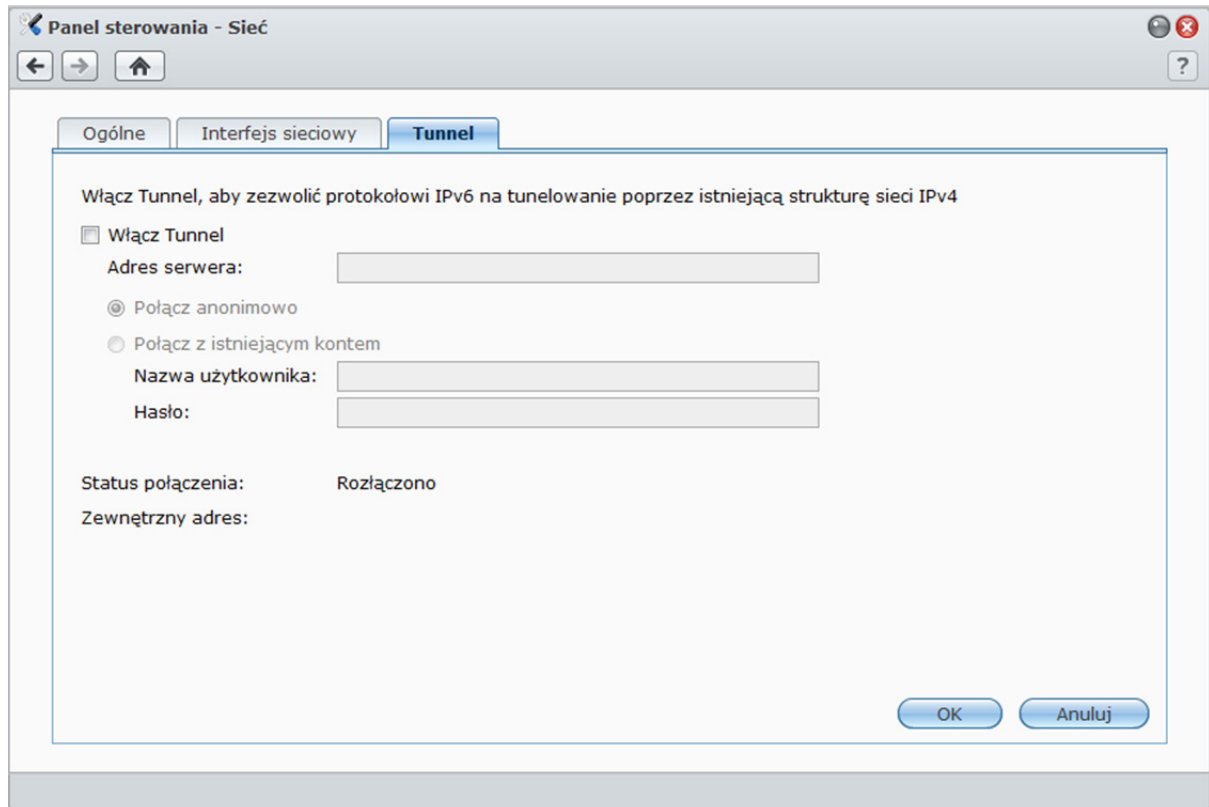 Panel sterowania - Sieć
?
Ogólne Interfejs sieciowy Tunnel
Włącz Tunnel, aby zezwolić protokołowi IPv6 na tunelowanie poprzez istniejącą strukturę sieci IPv4
Włącz Tunnel
Adres serwera:
Połącz anonimowo
Połącz z istniejącym kontem
Nazwa użytkownika:
Hasło:
Status połączenia: Rozłączono
Zewnętrzny adres:
OK Anuluj